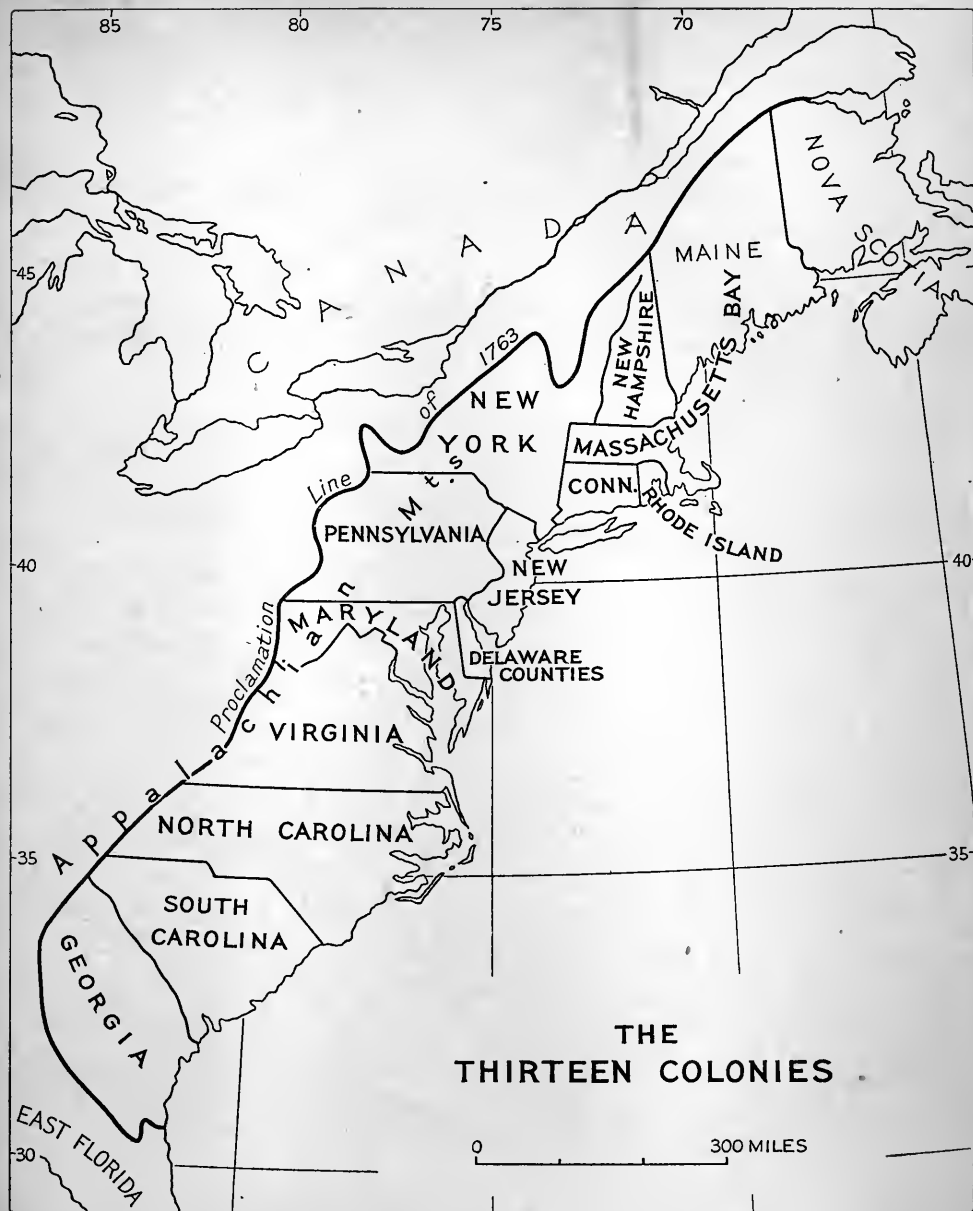 85 80 75 70
CANADA
NOVA SCOTIA
45
MAINE
MASSACHUSETTS BAY
NEW
HAMPSHIRE
Proclamation Line of 1763
NEW
YORK
CONN.
RHODE ISLAND
Appalachian Mts.
PENNSYLVANIA
40 40
NEW
JERSEY
MARYLAND
DELAWARE
COUNTIES
VIRGINIA
NORTH CAROLINA
35 35
SOUTH
CAROLINA
GEORGIA
THE
THIRTEEN COLONIES
EAST FLORIDA
30
0 300 MILES